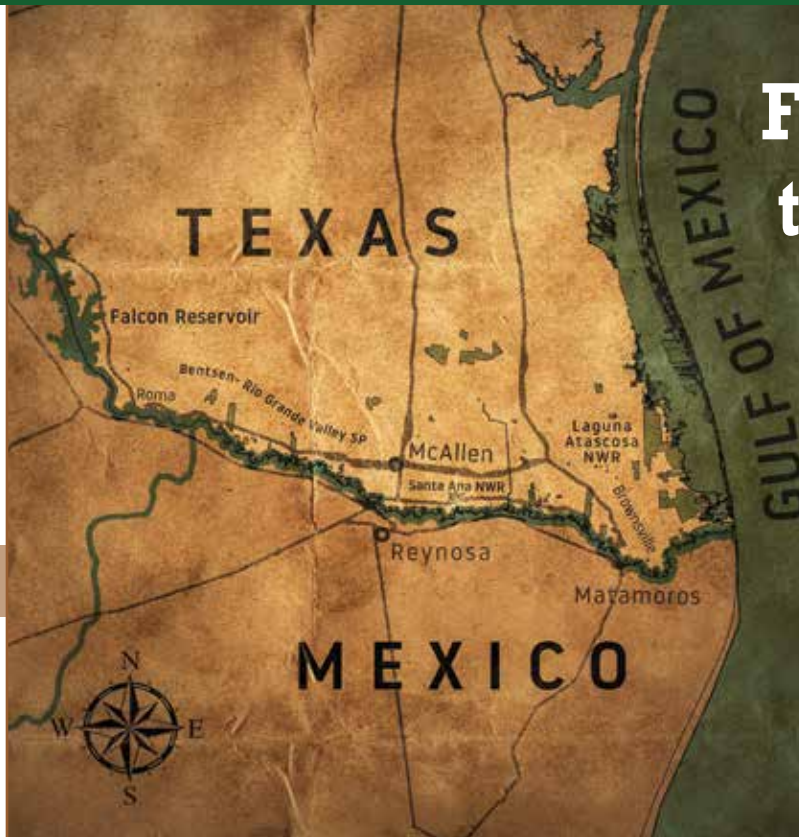 F
t
TEXAS
GULF OF MEXICO
Falcon Reservoir
Bentsen- Rio Grande Valley SP
Roma
McAllen
Laguna
Atascosa
NWR
Santa Ana NWR
Brownsville
Reynosa
Matamoros
MEXICO
N
W E
S